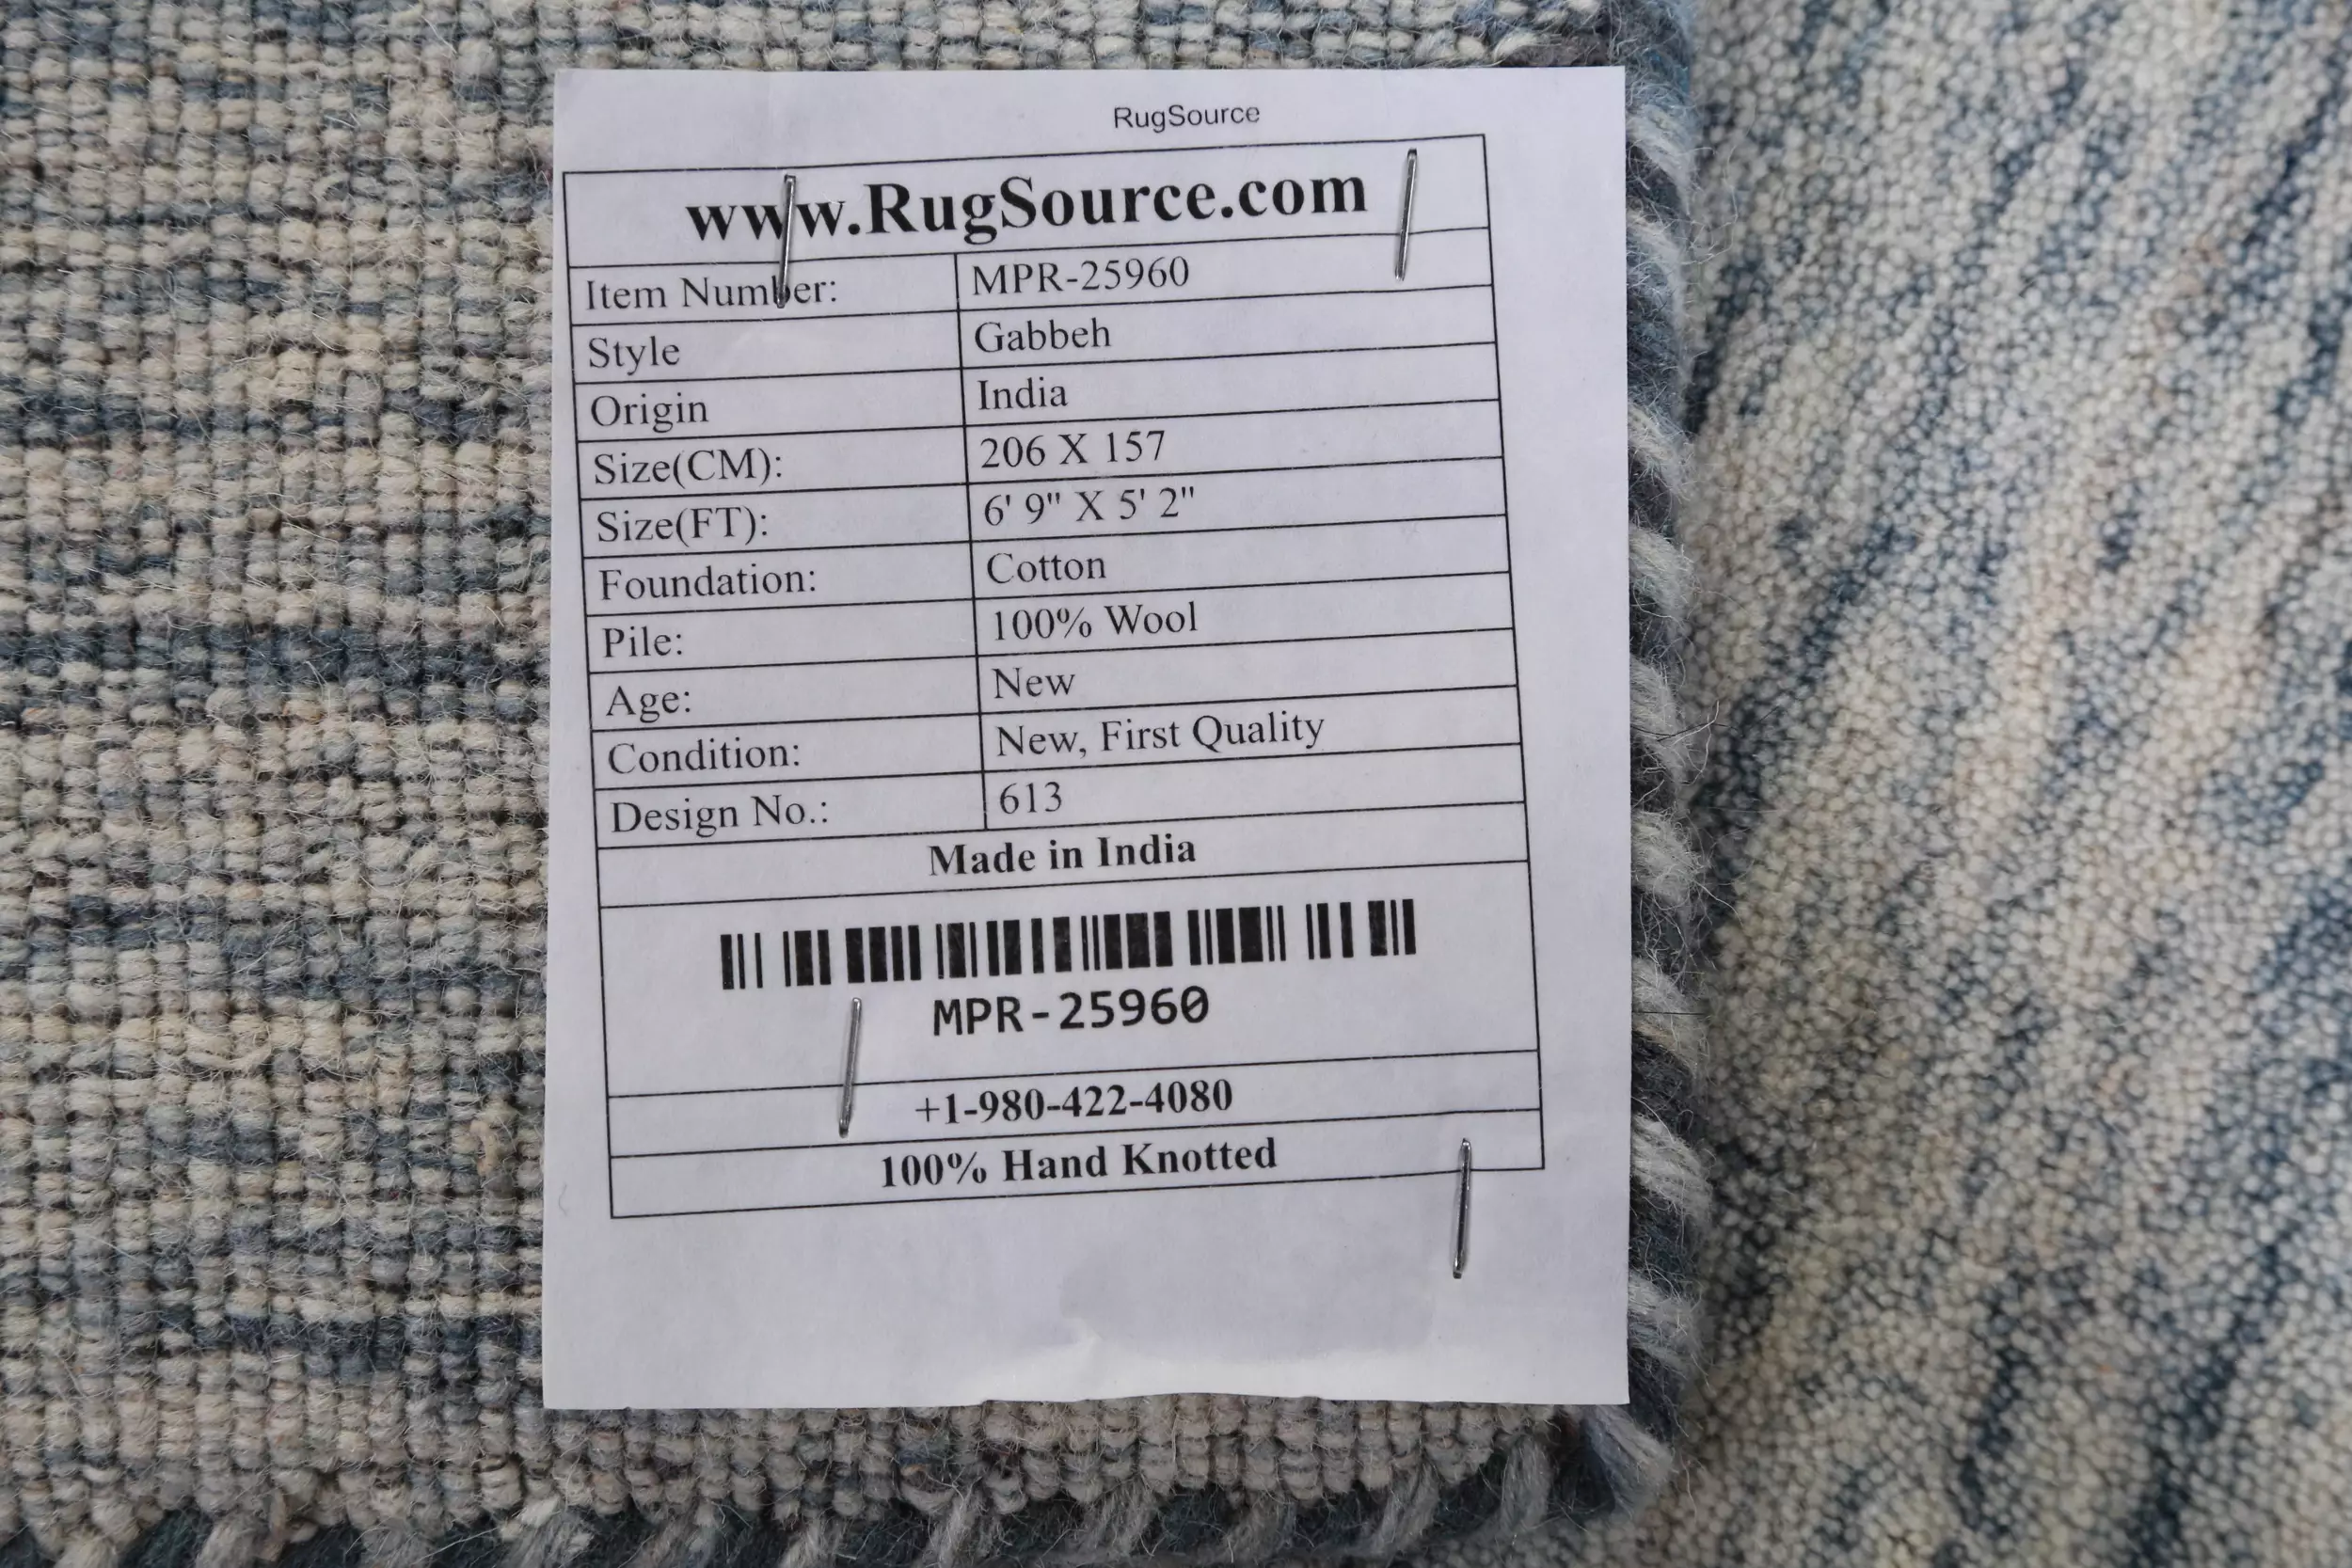 RugSource
www.RugSource.com
Item Number: MPR-25960
Style Gabbeh
Origin India
Size(CM): 206 X 157
Size(FT): 6' 9" X 5' 2"
Foundation: Cotton
Pile: 100% Wool
Age: New
Condition: New, First Quality
Design No.: 613
Made in India
MPR-25960
+1-980-422-4080
100% Hand Knotted